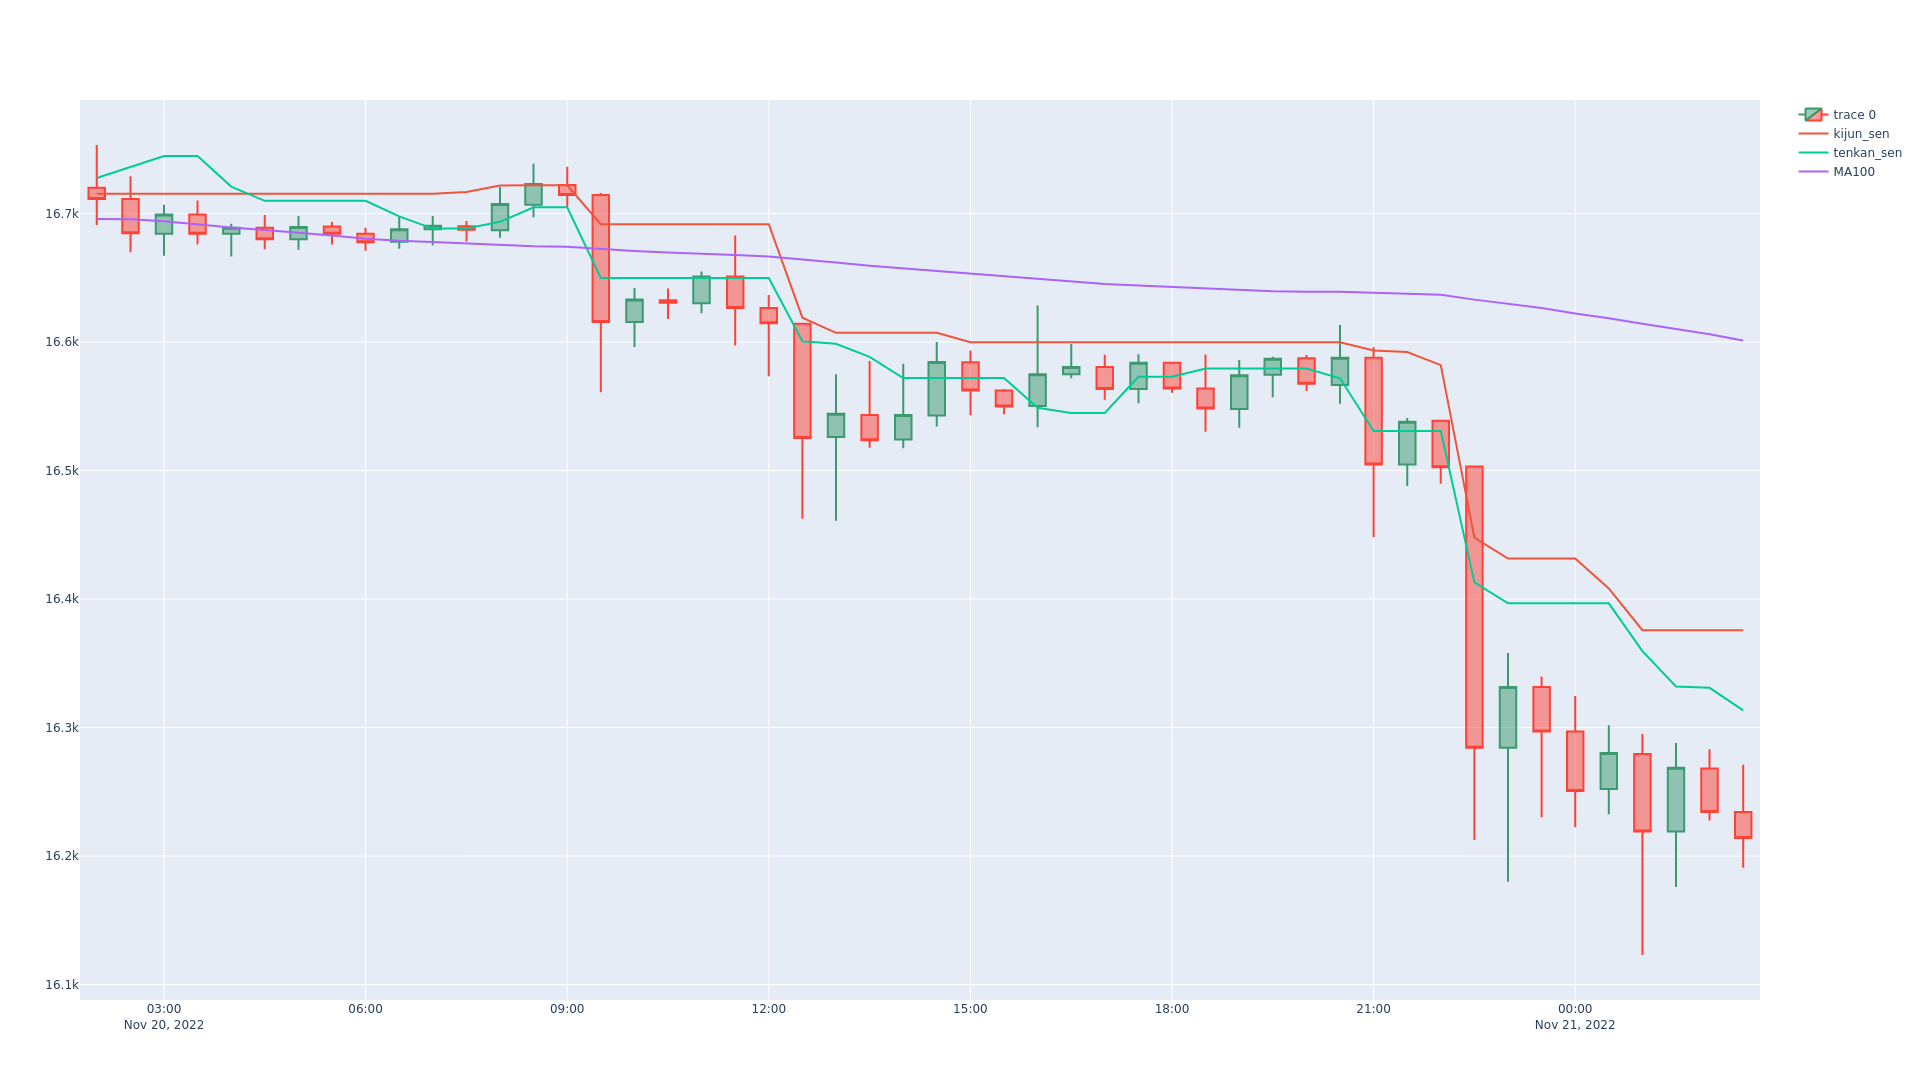 trace 0
kijun_sen
tenkan_sen
MA100
16.7k
16.6k
16.5k
16.4k
16.3k
16.2k
16.1k
03:00 06:00 09:00 12:00 15:00 18:00 21:00 00:00
Nov 20, 2022 Nov 21, 2022